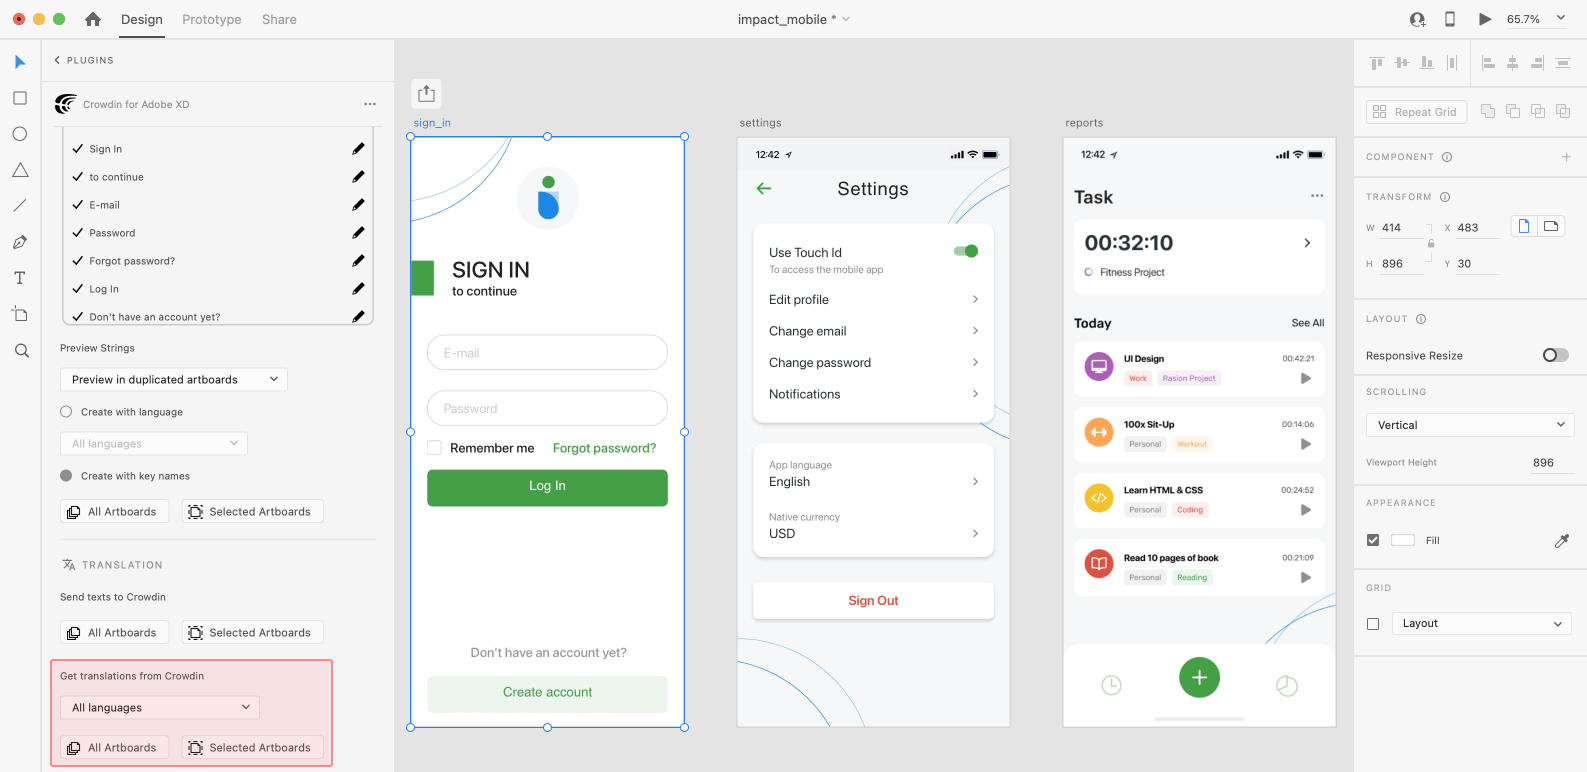 Design Prototype Share
impact_mobile *
65.7%
PLUGINS
Crowdin for Adobe XD
Sign In
to continue
E-mail
Password
Forgot password?
Log In
Don't have an account yet?
Preview Strings
Preview in duplicated artboards
Create with language
All languages
Create with key names
All Artboards
Selected Artboards
TRANSLATION
Send texts to Crowdin
All Artboards
Selected Artboards
Get translations from Crowdin
All languages
All Artboards
Selected Artboards
sign_in
SIGN IN
to continue
E-mail
Password
Remember me
Forgot password?
Log In
Don't have an account yet?
Create account
settings
12:42
Settings
Use Touch Id
To access the mobile app
Edit profile
Change email
Change password
Notifications
App language
English
Native currency
USD
Sign Out
reports
12:42
Task
00:32:10
Fitness Project
Today
See All
UI Design
00:42:21
Work
Rasion Project
100x Sit-Up
00:14:06
Personal
Workout
Learn HTML & CSS
00:24:52
Personal
Coding
Read 10 pages of book
00:21:09
Personal
Reading
Repeat Grid
COMPONENT
TRANSFORM
W 414 X 483
H 896 Y 30
LAYOUT
Responsive Resize
SCROLLING
Vertical
Viewport Height 896
APPEARANCE
Fill
GRID
Layout